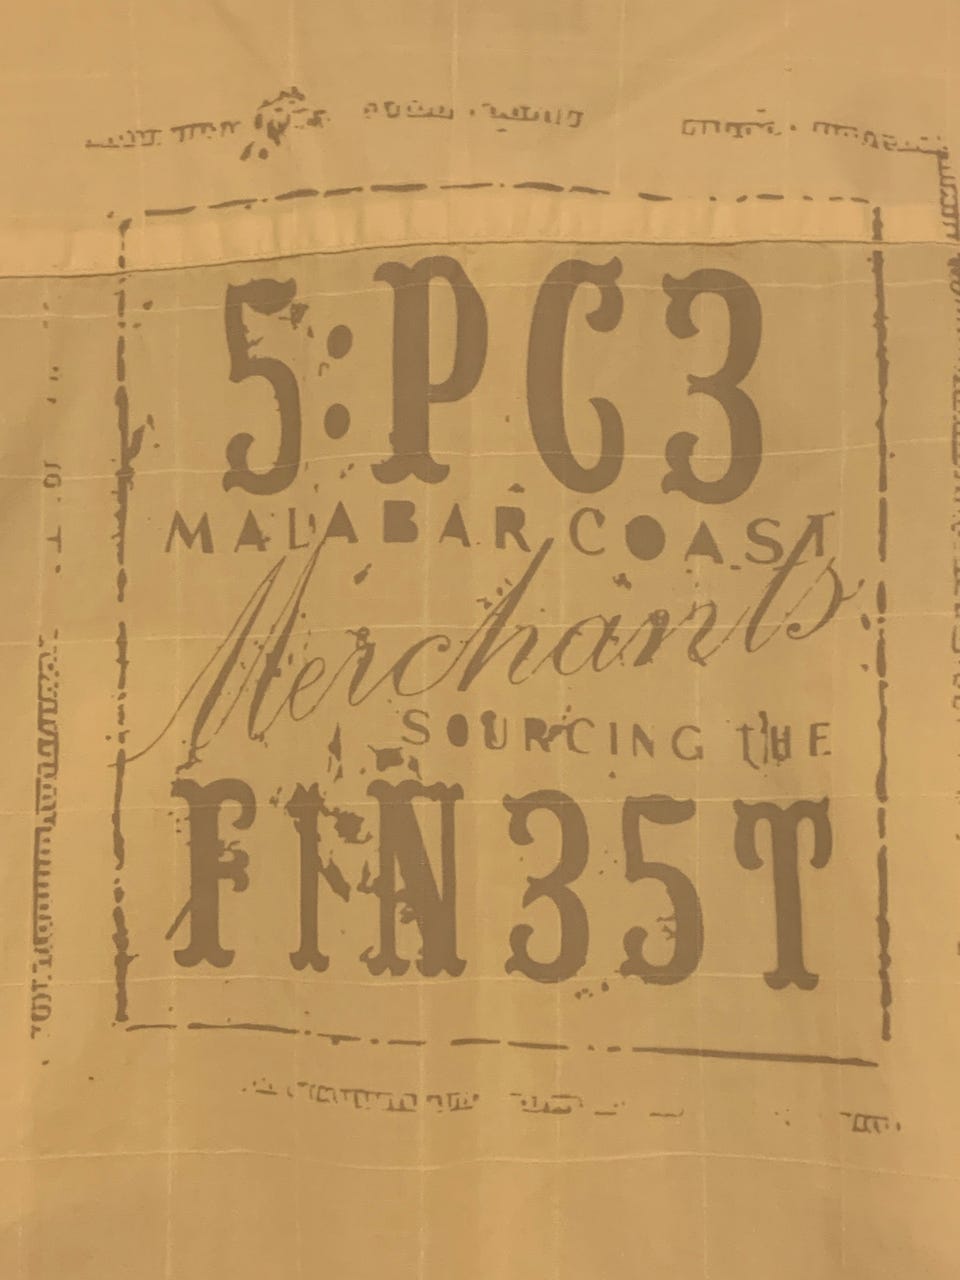 5:PC3
MALABAR COAST
Merchants
SOURCING THE
FIN35T